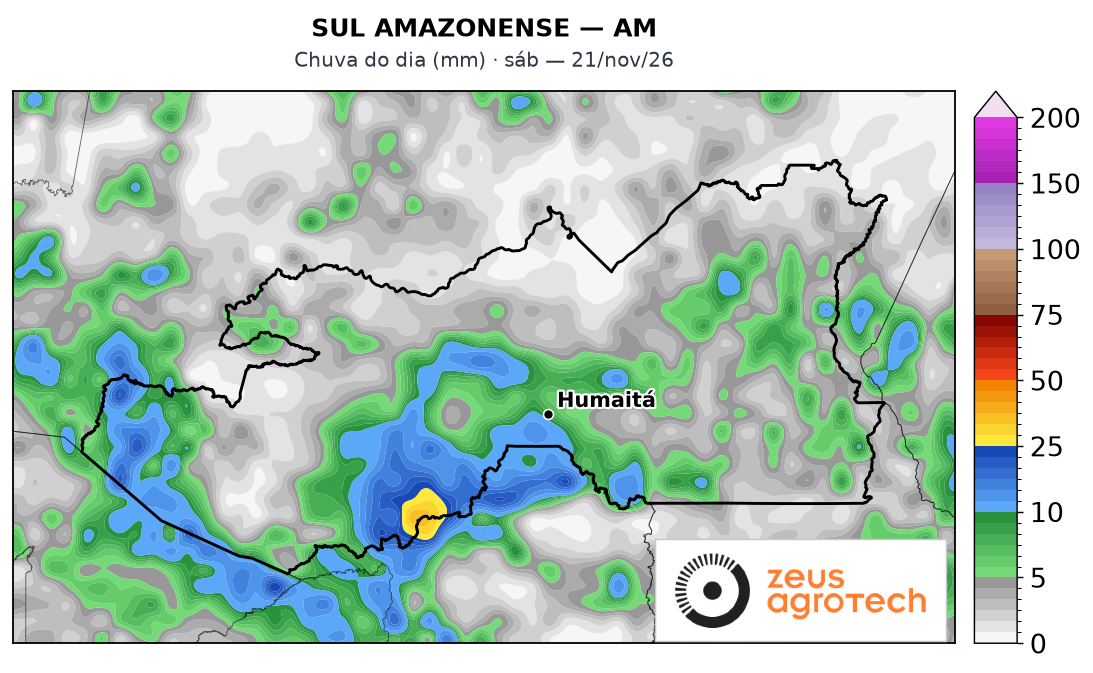 SUL AMAZONENSE — AM
Chuva do dia (mm) · sáb — 21/nov/26
200
150
100
75
50
25
10
5
0
Humaitá
zeus
agrotech